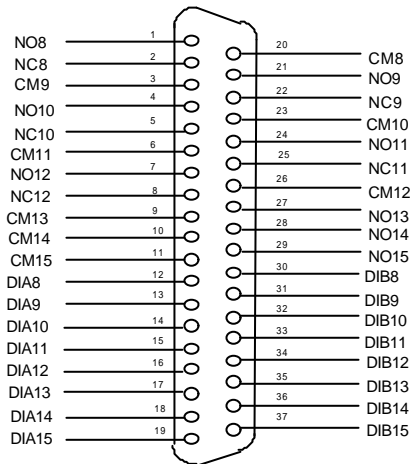 NO8 1
NC8 2
CM9 3
NO10 4
NC10 5
CM11 6
NO12 7
NC12 8
CM13 9
CM14 10
CM15 11
DIA8 12
DIA9 13
DIA10 14
DIA11 15
DIA12 16
DIA13 17
DIA14 18
DIA15 19
20 CM8
21 NO9
22 NC9
23 CM10
24 NO11
25 NC11
26 CM12
27 NO13
28 NO14
29 NO15
30 DIB8
31 DIB9
32 DIB10
33 DIB11
34 DIB12
35 DIB13
36 DIB14
37 DIB15